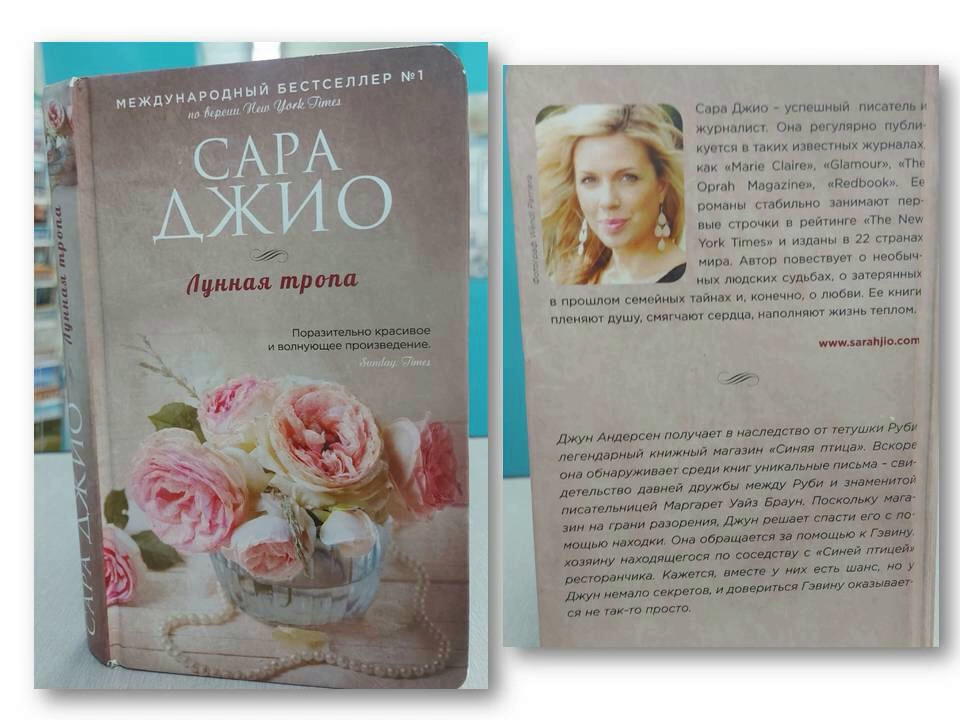 МЕЖДУНАРОДНЫЙ БЕСТСЕЛЛЕР №1
по версии New York Times
САРА
ДЖИО
Лунная тропа
Поразительно красивое
и волнующее произведение.
Sunday Times
Лунная тропа
САРА ДЖИО
Сара Джио – успешный писатель и
журналист. Она регулярно публи-
куется в таких известных журналах,
как «Marie Claire», «Glamour», «The
Oprah Magazine», «Redbook». Ее
романы стабильно занимают пер-
вые строчки в рейтинге «The New
York Times» и изданы в 22 странах
мира. Автор повествует о необыч-
ных людских судьбах, о затерянных
в прошлом семейных тайнах и, конечно, о любви. Ее книги
пленяют душу, смягчают сердца, наполняют жизнь теплом.
Фотограф
www.sarahjio.com
Джун Андерсен получает в наследство от тетушки Руби
легендарный книжный магазин «Синяя птица». Вскоре
она обнаруживает среди книг уникальные письма – сви-
детельство давней дружбы между Руби и знаменитой
писательницей Маргарет Уайз Браун. Поскольку мага-
зин на грани разорения, Джун решает спасти его с по-
мощью находки. Она обращается за помощью к Гэвину,
хозяину находящегося по соседству с «Синей птицей»
ресторанчика. Кажется, вместе у них есть шанс, но у
Джун немало секретов, и довериться Гэвину оказывает-
ся не так-то просто.